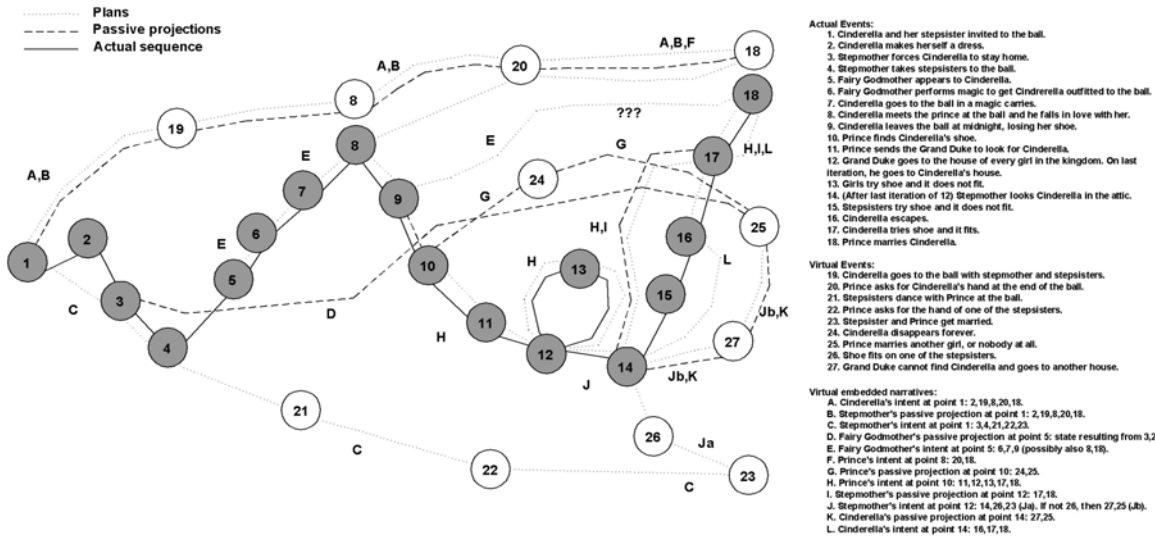 Plans
Passive projections
Actual sequence
A,B
A,B,F
18
20
8
18
19
???
8
E
E
G
17
H,I,L
A,B
7
24
9
G
2
6
E
H,I
16
25
1
5
10
H
13
L
C
3
15
D
11
Jb,K
H
27
4
12
14
J
Jb,K
21
26
Ja
C
22
23
C
Actual Events:
1. Cinderella and her stepsister invited to the ball.
2. Cinderella makes herself a dress.
3. Stepmother forces Cinderella to stay home.
4. Stepmother takes stepsisters to the ball.
5. Fairy Godmother appears to Cinderella.
6. Fairy Godmother performs magic to get Cindrerella outfitted to the ball.
7. Cinderella goes to the ball in a magic carries.
8. Cinderella meets the prince at the ball and he falls in love with her.
9. Cinderella leaves the ball at midnight, losing her shoe.
10. Prince finds Cinderella's shoe.
11. Prince sends the Grand Duke to look for Cinderella.
12. Grand Duke goes to the house of every girl in the kingdom. On last
iteration, he goes to Cinderella's house.
13. Girls try shoe and it does not fit.
14. (After last iteration of 12) Stepmother looks Cinderella in the attic.
15. Stepsisters try shoe and it does not fit.
16. Cinderella escapes.
17. Cinderella tries shoe and it fits.
18. Prince marries Cinderella.
Virtual Events:
19. Cinderella goes to the ball with stepmother and stepsisters.
20. Prince asks for Cinderella's hand at the end of the ball.
21. Stepsisters dance with Prince at the ball.
22. Prince asks for the hand of one of the stepsisters.
23. Stepsister and Prince get married.
24. Cinderella disappears forever.
25. Prince marries another girl, or nobody at all.
26. Shoe fits on one of the stepsisters.
27. Grand Duke cannot find Cinderella and goes to another house.
Virtual embedded narratives:
A. Cinderella's intent at point 1: 2,19,8,20,18.
B. Stepmother's passive projection at point 1: 2,19,8,20,18.
C. Stepmother's intent at point 1: 3,4,21,22,23.
D. Fairy Godmother's passive projection at point 5: state resulting from 3,2
E. Fairy Godmother's intent at point 5: 6,7,9 (possibly also 8,18).
F. Prince's intent at point 8: 20,18.
G. Prince's passive projection at point 10: 24,25.
H. Prince's intent at point 10: 11,12,13,17,18.
I. Stepmother's passive projection at point 12: 17,18.
J. Stepmother's intent at point 12: 14,26,23 (Ja). If not 26, then 27,25 (Jb).
K. Cinderella's passive projection at point 14: 27,25.
L. Cinderella's intent at point 14: 16,17,18.